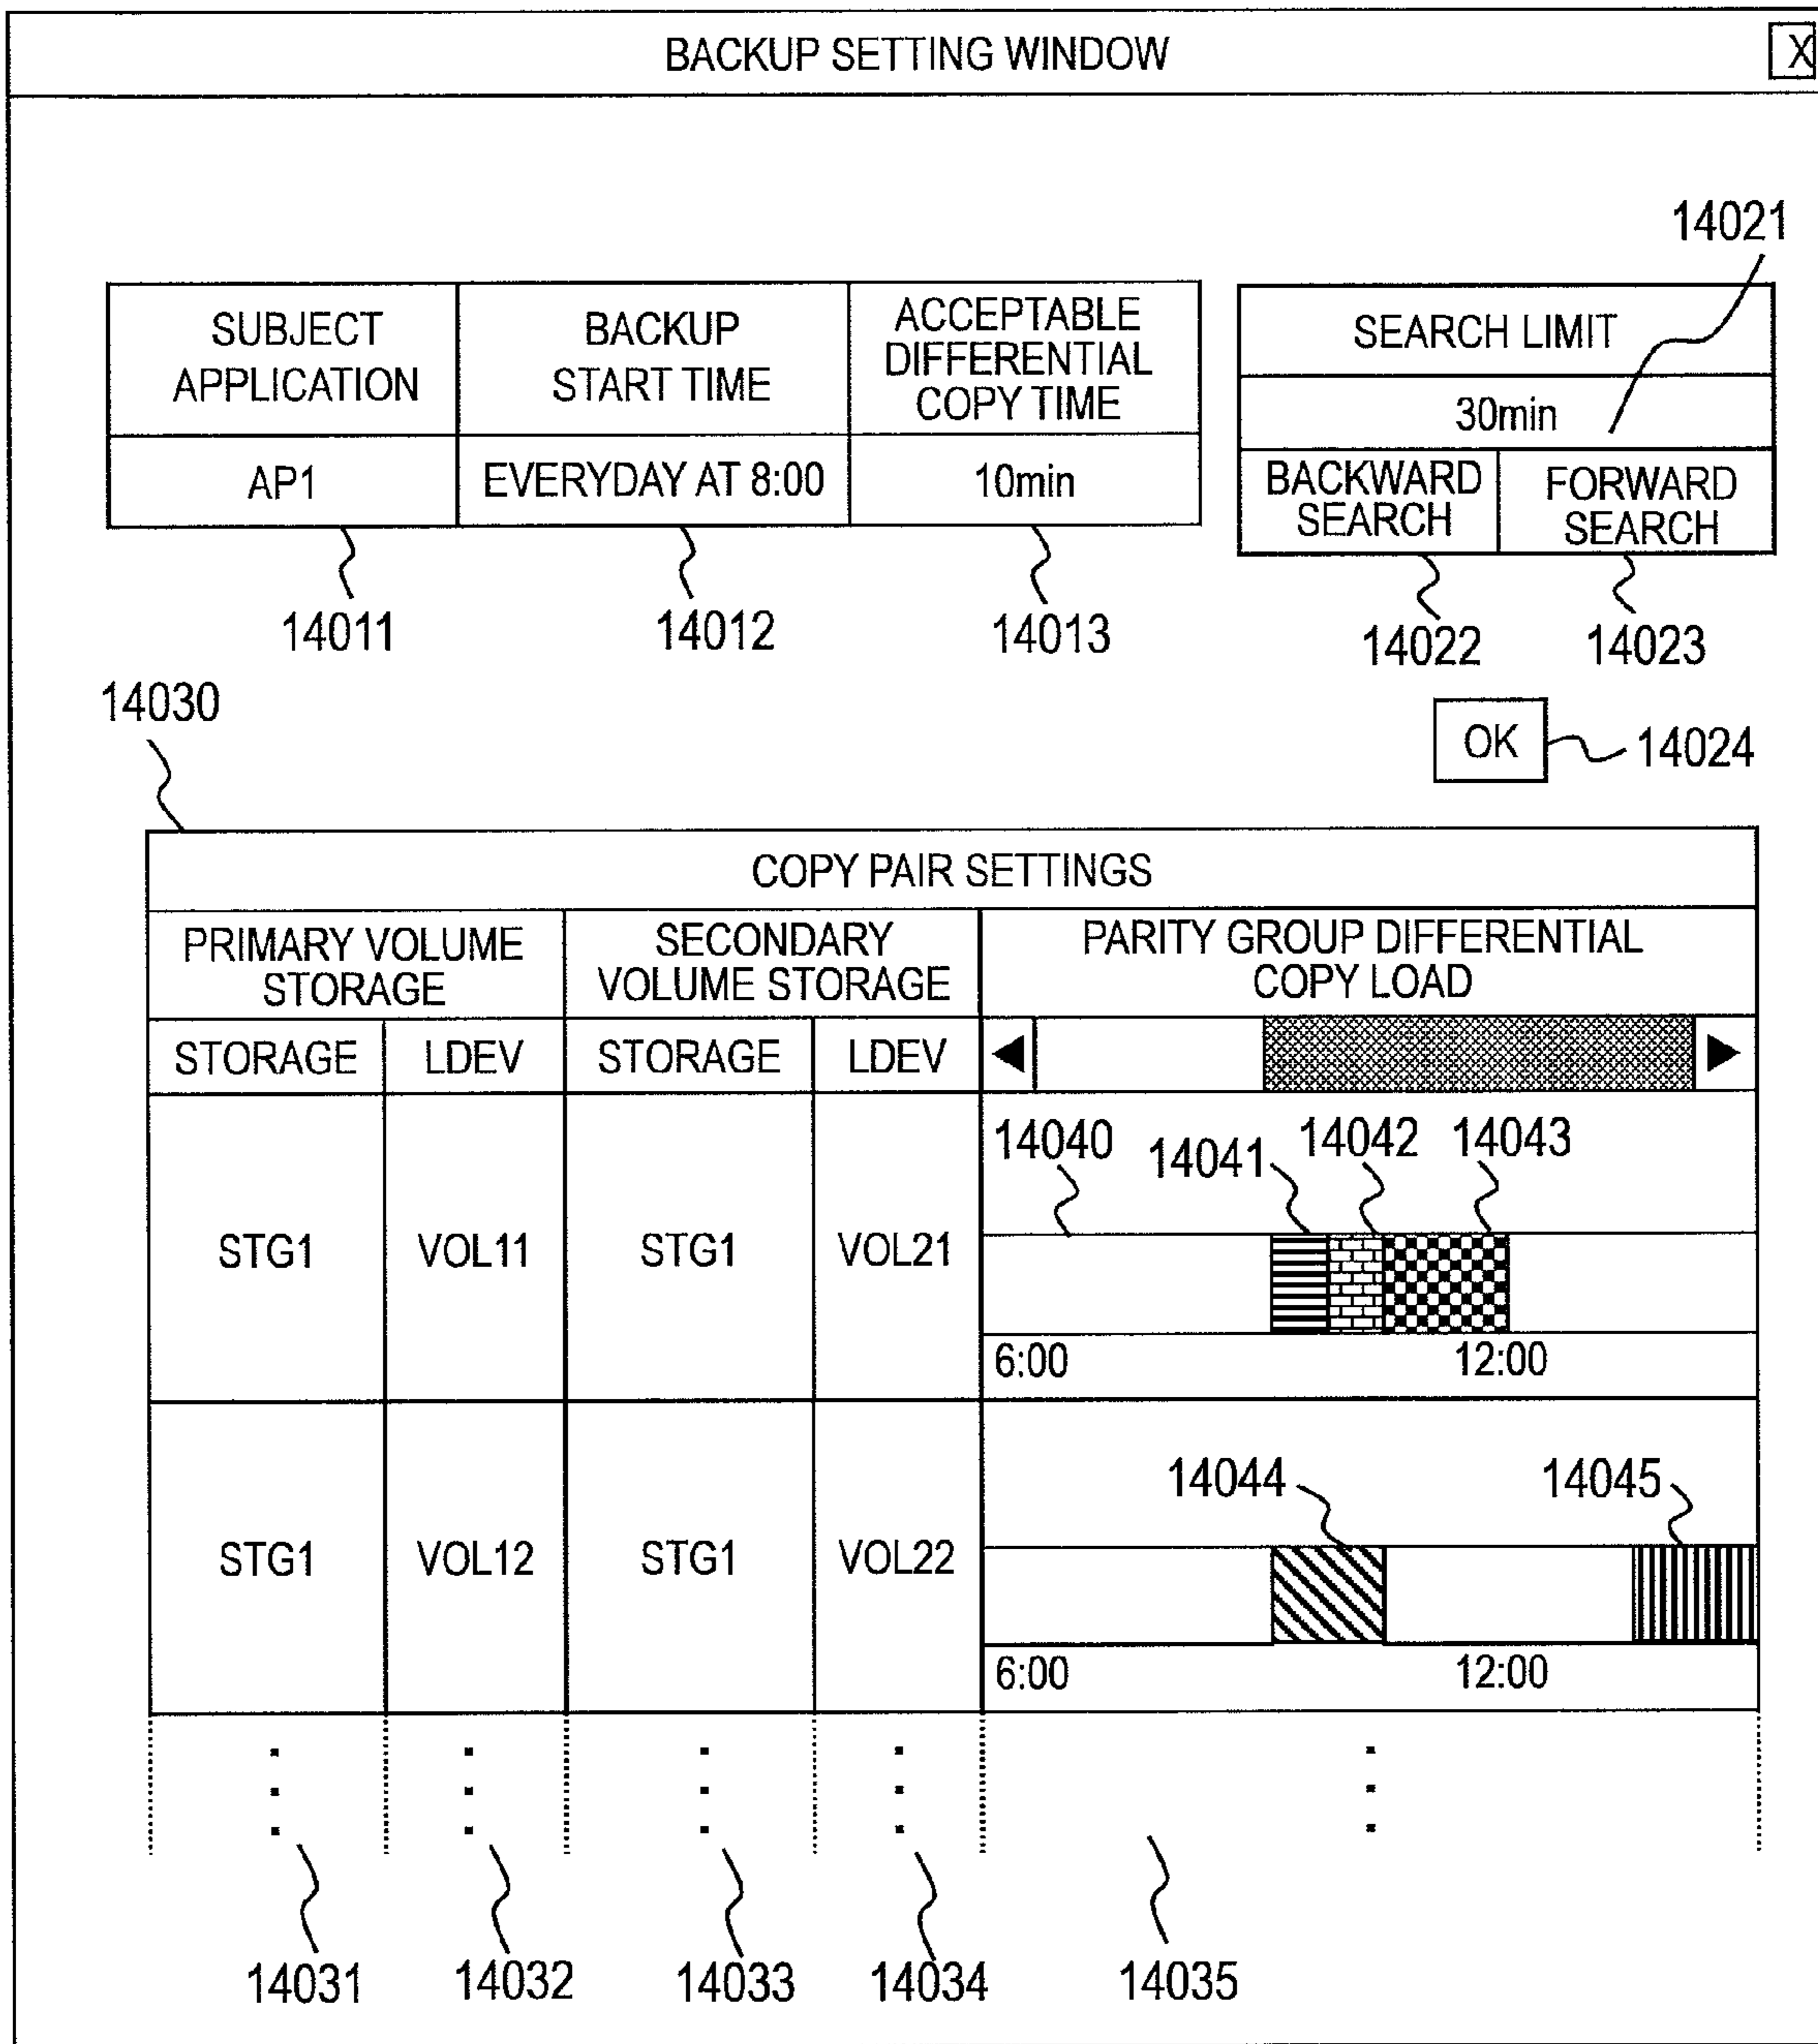 BACKUP SETTING WINDOW
X
14021
SUBJECT
APPLICATION
BACKUP
START TIME
ACCEPTABLE
DIFFERENTIAL
COPY TIME
AP1
EVERYDAY AT 8:00
10min
SEARCH LIMIT
30min
BACKWARD
SEARCH
FORWARD
SEARCH
14011
14012
14013
14022
14023
14030
OK
14024
COPY PAIR SETTINGS
PRIMARY VOLUME
STORAGE
SECONDARY
VOLUME STORAGE
PARITY GROUP DIFFERENTIAL
COPY LOAD
STORAGE
LDEV
STORAGE
LDEV
STG1
VOL11
STG1
VOL21
14040
14041
14042
14043
6:00
12:00
STG1
VOL12
STG1
VOL22
14044
14045
6:00
12:00
14031
14032
14033
14034
14035